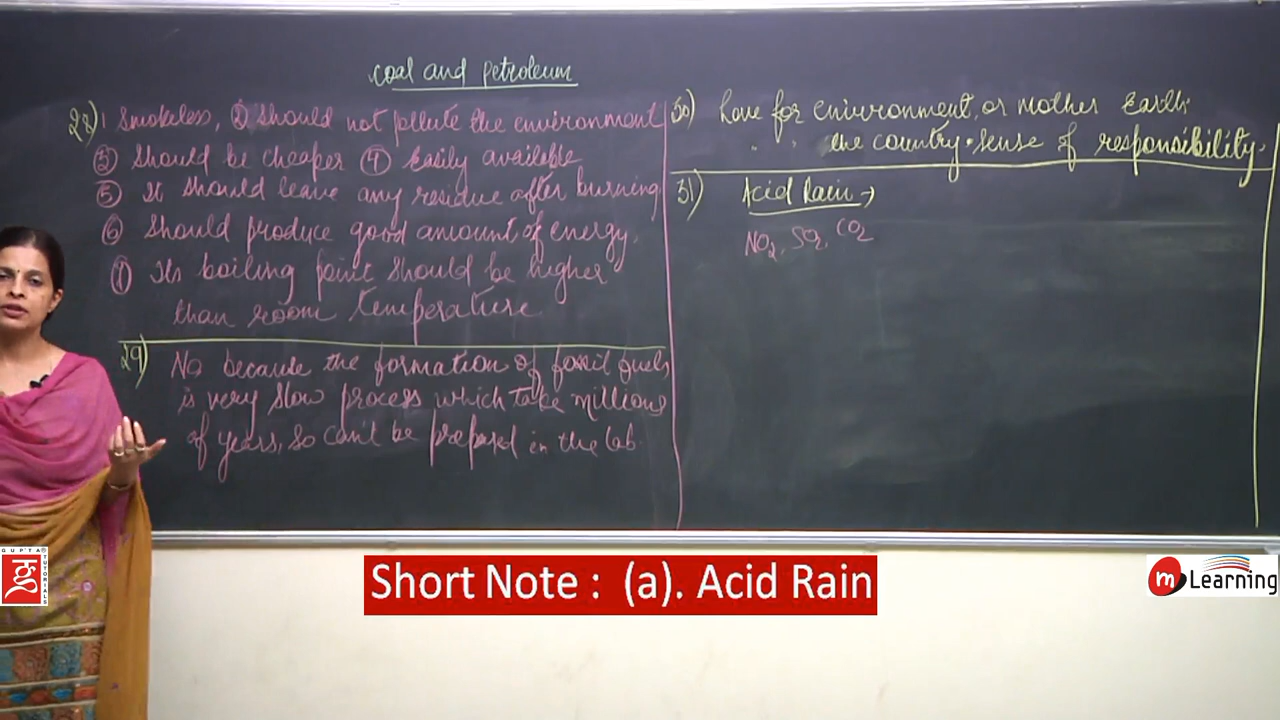 coal and petroleum
28) 1 Smokeless, ② Should not pollute the environment
③ Should be cheaper ④ Easily available
⑤ It should leave any residue after burning
⑥ Should produce good amount of energy.
⑦ Its boiling point should be higher
than room temperature
29) No because the formation of fossil fuels
is very slow process which take millions
of years, so can't be prepared in the lab.
30) Love for environment, or mother Earth
" " the country. sense of responsibility.
31) Acid Rain →
NO2, SO2, CO2
Short Note : (a). Acid Rain
GUPTA
TUTORIALS
m Learning